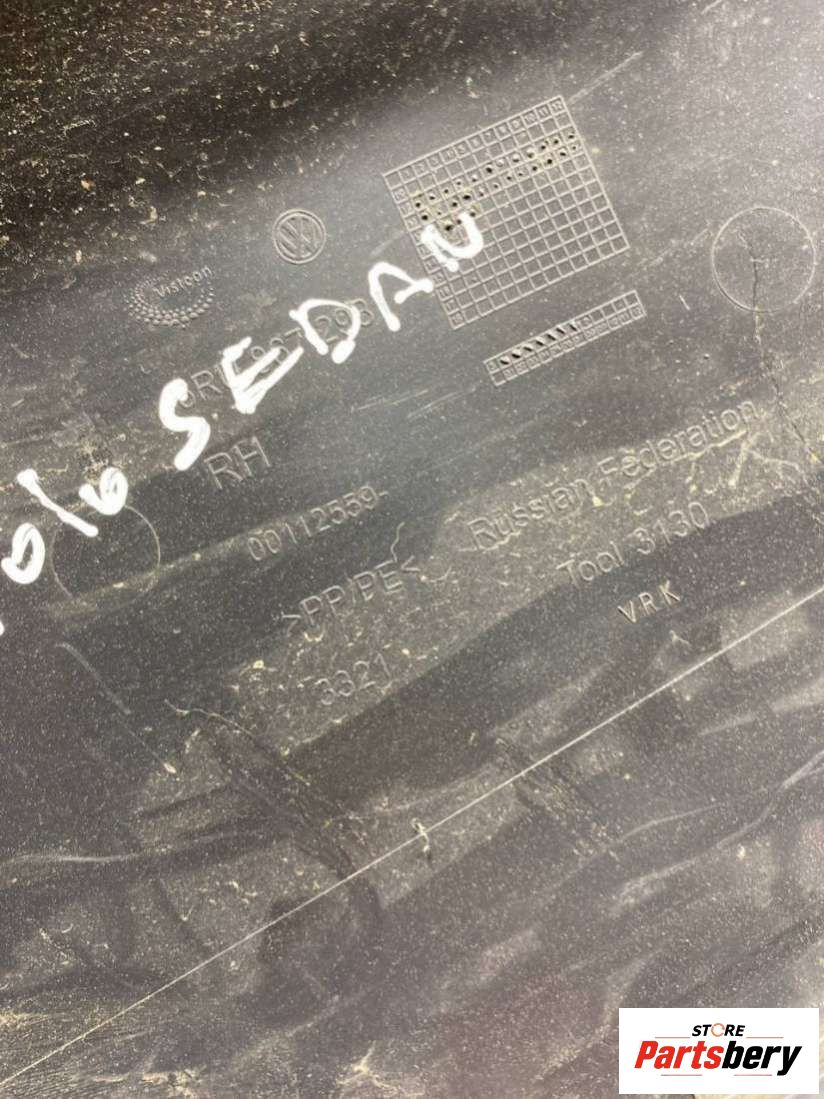 Visteon
SEDAN
RH
00112559-
Russian Federation
>PP/PE<
Tool 3130
3321
VRK
STORE
Partsbery